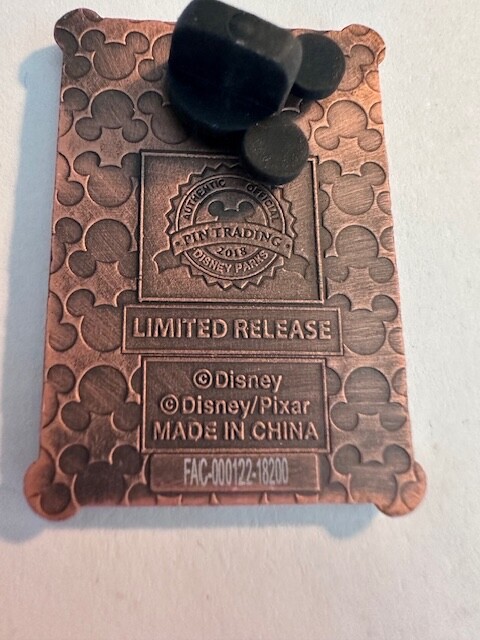 AUTHENTIC OFFICIAL
PIN TRADING
2018
DISNEY PARKS
LIMITED RELEASE
©Disney
©Disney/Pixar
MADE IN CHINA
FAC-000122-18200